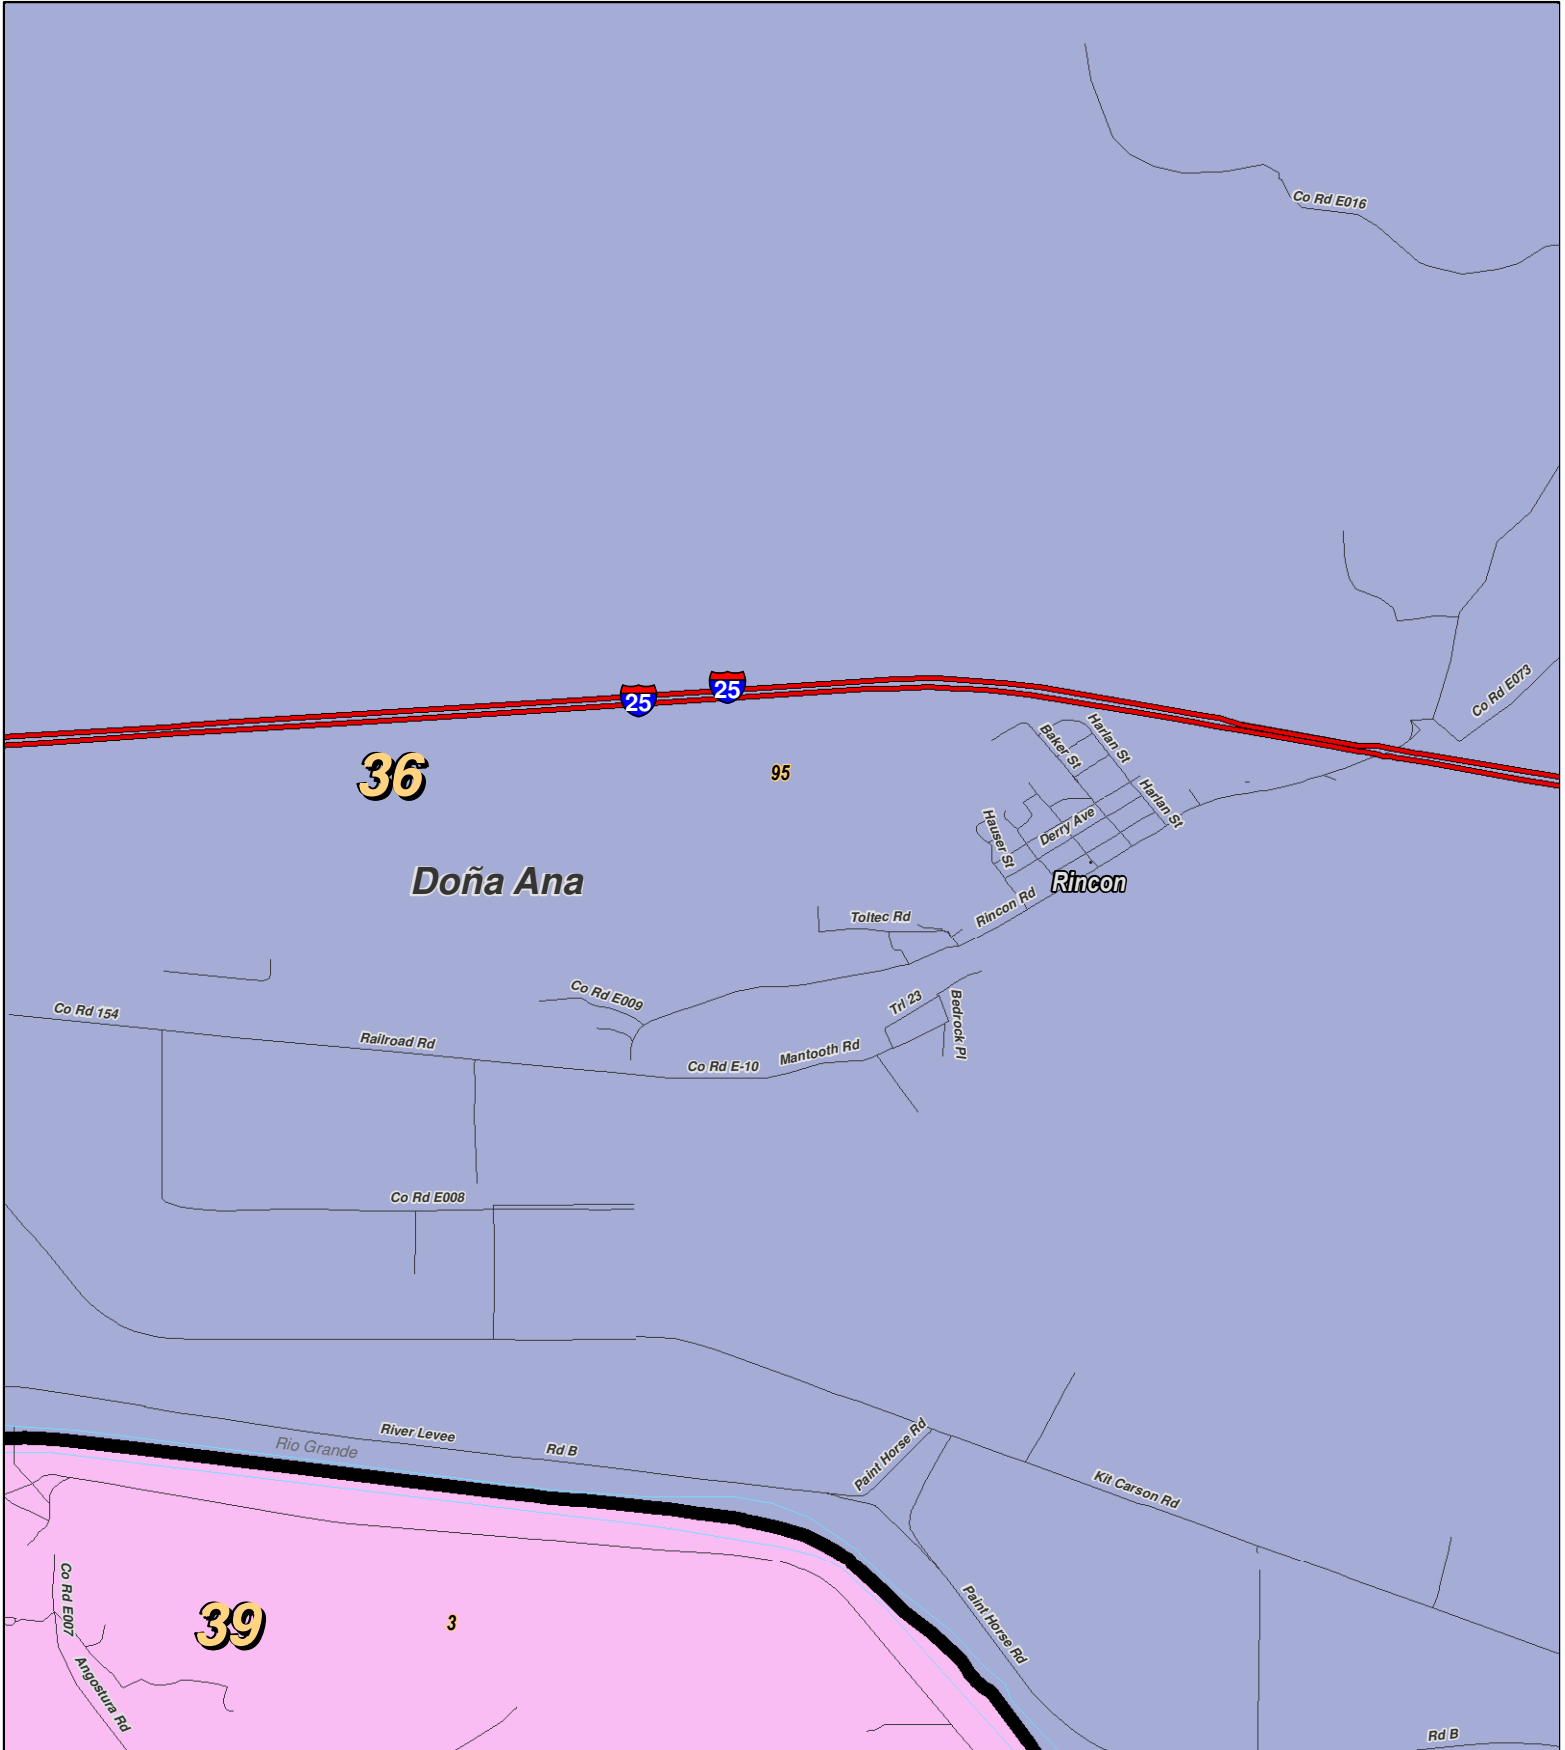 Co Rd E016
Co Rd E073
25
25
Harlan St
Baker St
36
95
Harlan St
Derry Ave
Hauser St
Doña Ana
Rincon
Rincon Rd
Toltec Rd
Co Rd E009
Trl 23
Bedrock Pl
Co Rd 154
Railroad Rd
Mantooth Rd
Co Rd E-10
Co Rd E008
River Levee
Rio Grande
Rd B
Paint Horse Rd
Kit Carson Rd
Co Rd E007
39
3
Paint Horse Rd
Angostura Rd
Rd B